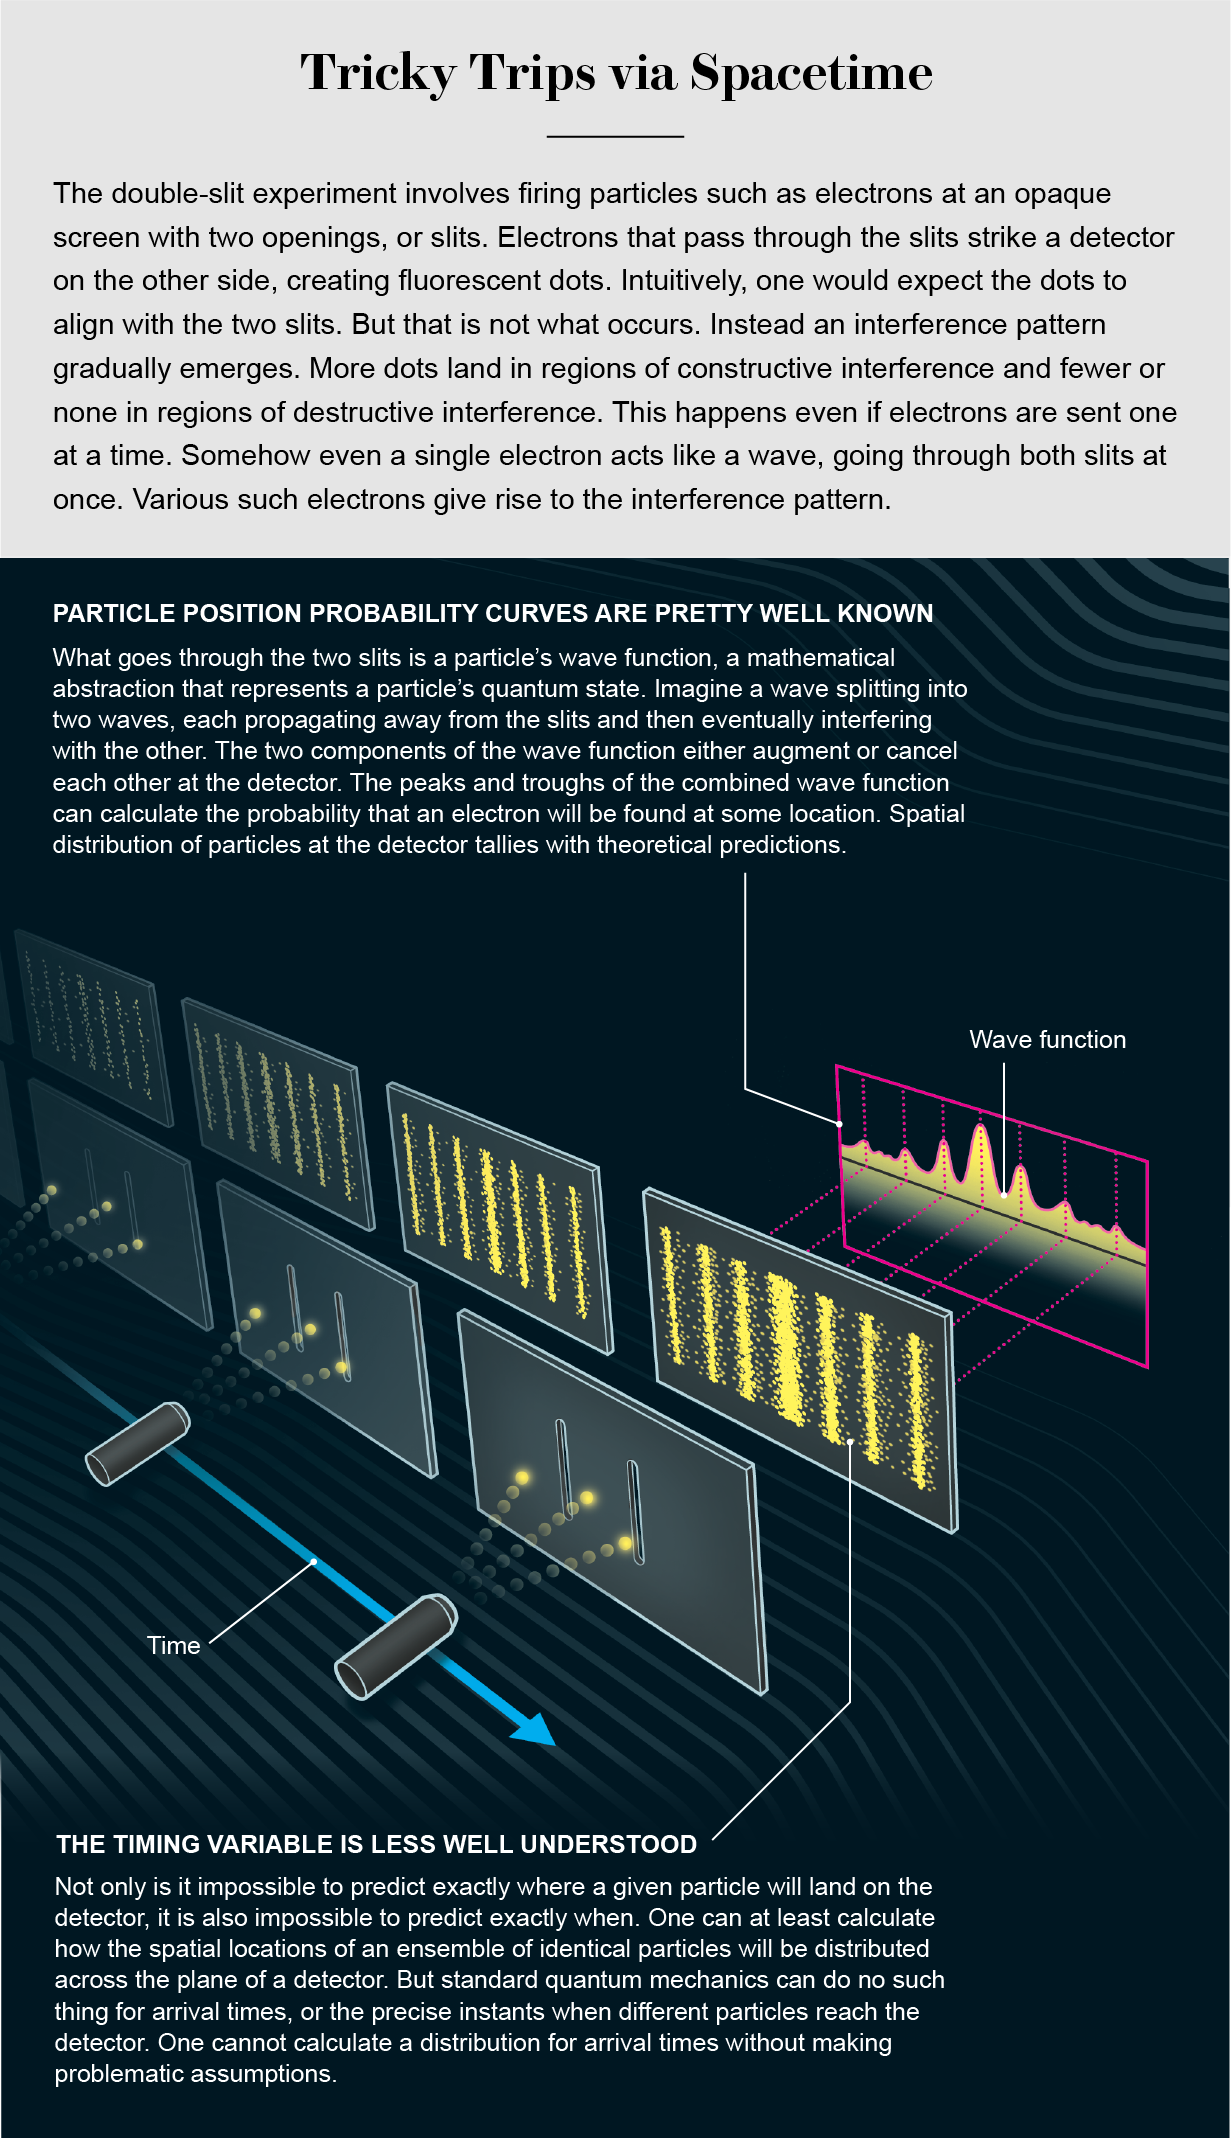 Tricky Trips via Spacetime
The double-slit experiment involves firing particles such as electrons at an opaque
screen with two openings, or slits. Electrons that pass through the slits strike a detector
on the other side, creating fluorescent dots. Intuitively, one would expect the dots to
align with the two slits. But that is not what occurs. Instead an interference pattern
gradually emerges. More dots land in regions of constructive interference and fewer or
none in regions of destructive interference. This happens even if electrons are sent one
at a time. Somehow even a single electron acts like a wave, going through both slits at
once. Various such electrons give rise to the interference pattern.
PARTICLE POSITION PROBABILITY CURVES ARE PRETTY WELL KNOWN
What goes through the two slits is a particle’s wave function, a mathematical
abstraction that represents a particle’s quantum state. Imagine a wave splitting into
two waves, each propagating away from the slits and then eventually interfering
with the other. The two components of the wave function either augment or cancel
each other at the detector. The peaks and troughs of the combined wave function
can calculate the probability that an electron will be found at some location. Spatial
distribution of particles at the detector tallies with theoretical predictions.
Wave function
Time
THE TIMING VARIABLE IS LESS WELL UNDERSTOOD
Not only is it impossible to predict exactly where a given particle will land on the
detector, it is also impossible to predict exactly when. One can at least calculate
how the spatial locations of an ensemble of identical particles will be distributed
across the plane of a detector. But standard quantum mechanics can do no such
thing for arrival times, or the precise instants when different particles reach the
detector. One cannot calculate a distribution for arrival times without making
problematic assumptions.